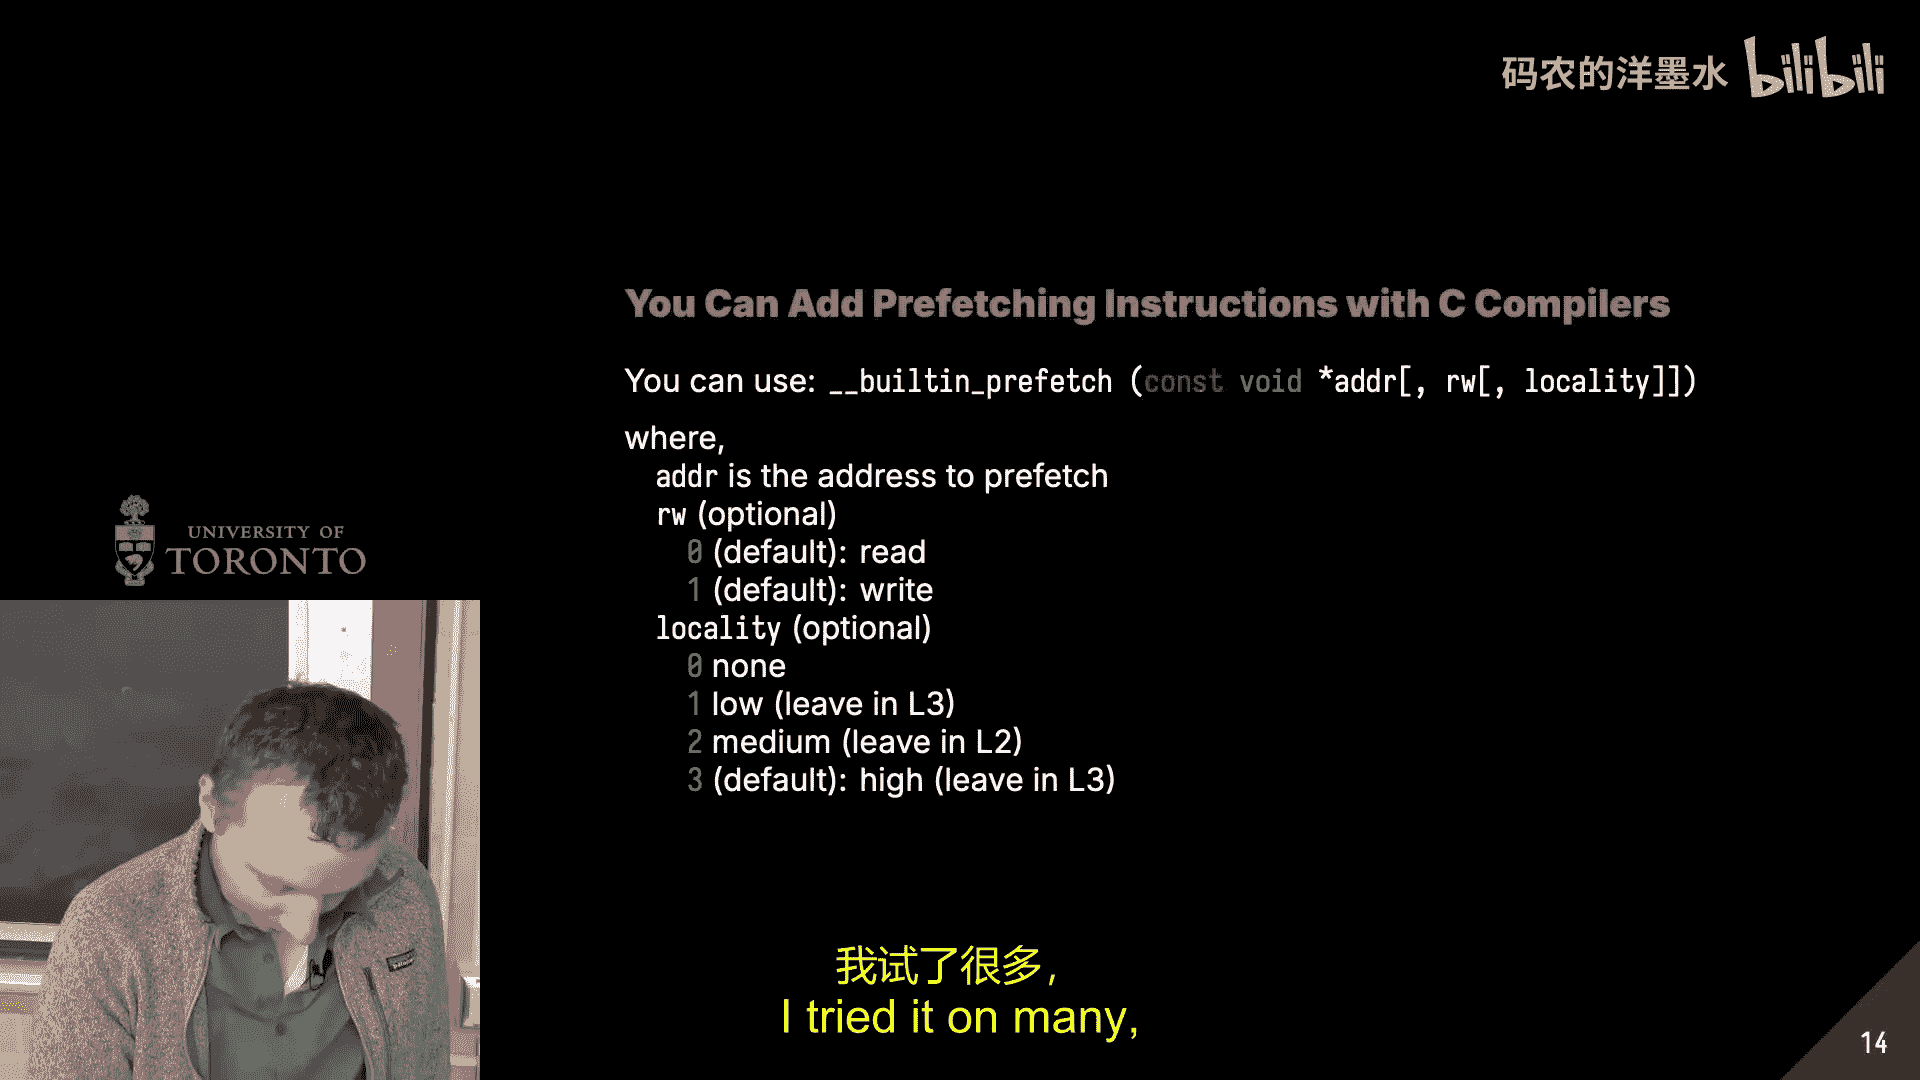 码农的洋墨水 bilibili
You Can Add Prefetching Instructions with C Compilers
You can use: __builtin_prefetch (const void *addr[, rw[, locality]])
where,
addr is the address to prefetch
rw (optional)
0 (default): read
1 (default): write
locality (optional)
0 none
1 low (leave in L3)
2 medium (leave in L2)
3 (default): high (leave in L3)
UNIVERSITY OF
TORONTO
我试了很多,
I tried it on many,
14